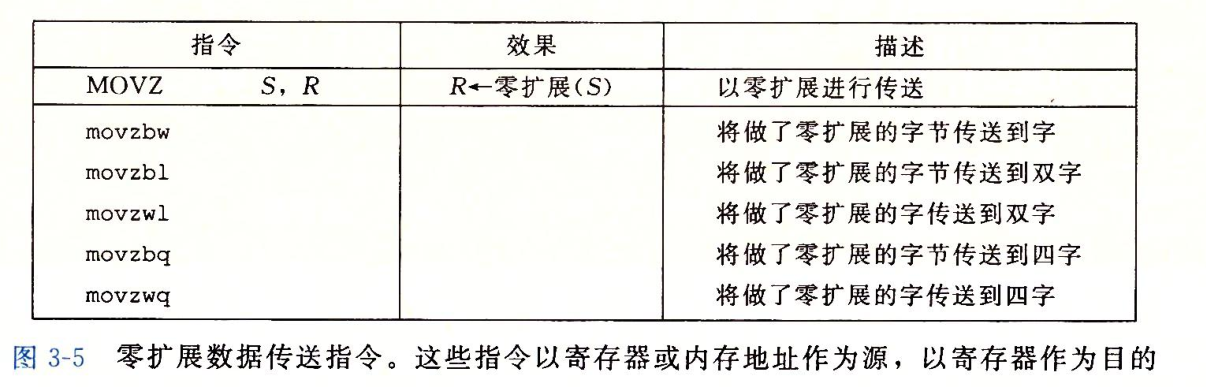 指令 效果 描述
MOVZ S, R R←零扩展(S) 以零扩展进行传送
movzbw 将做了零扩展的字节传送到字
movzbl 将做了零扩展的字节传送到双字
movzwl 将做了零扩展的字传送到双字
movzbq 将做了零扩展的字节传送到四字
movzwq 将做了零扩展的字传送到四字
图 3-5 零扩展数据传送指令。这些指令以寄存器或内存地址作为源，以寄存器作为目的